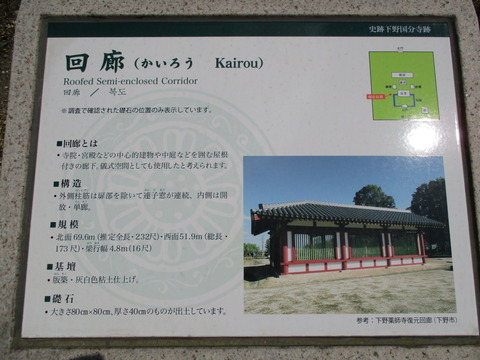 史跡下野国分寺跡
回廊(かいろう Kairou)
Roofed Semi-enclosed Corridor
回廊 / 복도
※調査で確認された礎石の位置のみ表示しています。
■回廊とは
・寺院・宮殿などの中心的建物や中庭などを囲む屋根
付きの廊下。儀式空間としても使用したと考えられます。
■構造
・外側柱筋は扉部を除いて連子窓が連続。内側は開
放・単廊。
■規模
・北面69.6m(推定全長・232尺)・西面51.9m(総長・
173尺)・梁行幅4.8m(16尺)
■基壇
・版築・灰白色粘土仕上げ。
■礎石
・大きさ80cm×80cm、厚さ40cmのものが出土しています。
参考:下野薬師寺復元回廊(下野市)